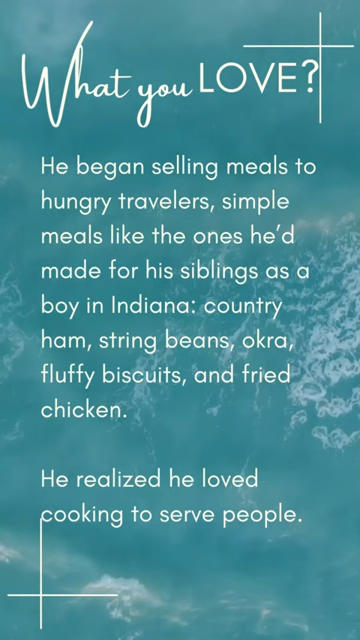 What you LOVE?
He began selling meals to
hungry travelers, simple
meals like the ones he’d
made for his siblings as a
boy in Indiana: country
ham, string beans, okra,
fluffy biscuits, and fried
chicken.
He realized he loved
cooking to serve people.